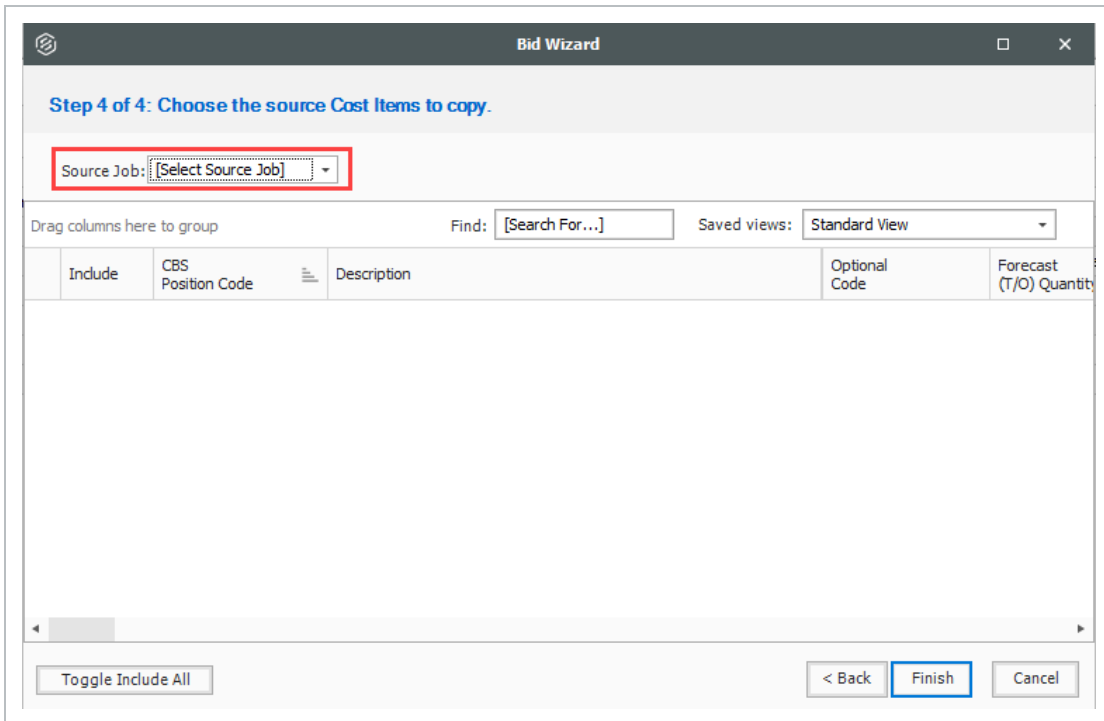 Bid Wizard
Step 4 of 4: Choose the source Cost Items to copy.
Source Job: [Select Source Job]
Drag columns here to group Find: [Search For...] Saved views: Standard View
Include CBS Position Code Description Optional Code Forecast (T/O) Quantity
Toggle Include All < Back Finish Cancel